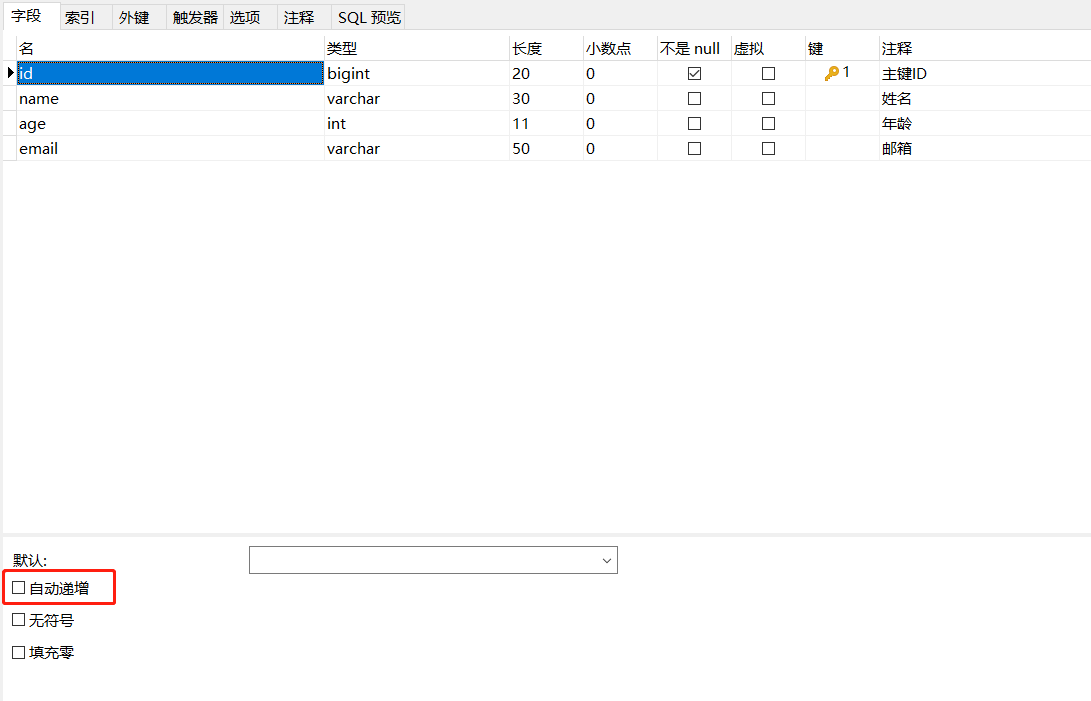 字段 索引 外键 触发器 选项 注释 SQL 预览
名 类型 长度 小数点 不是 null 虚拟 键 注释
id bigint 20 0 1 主键ID
name varchar 30 0 姓名
age int 11 0 年龄
email varchar 50 0 邮箱
默认:
自动递增
无符号
填充零